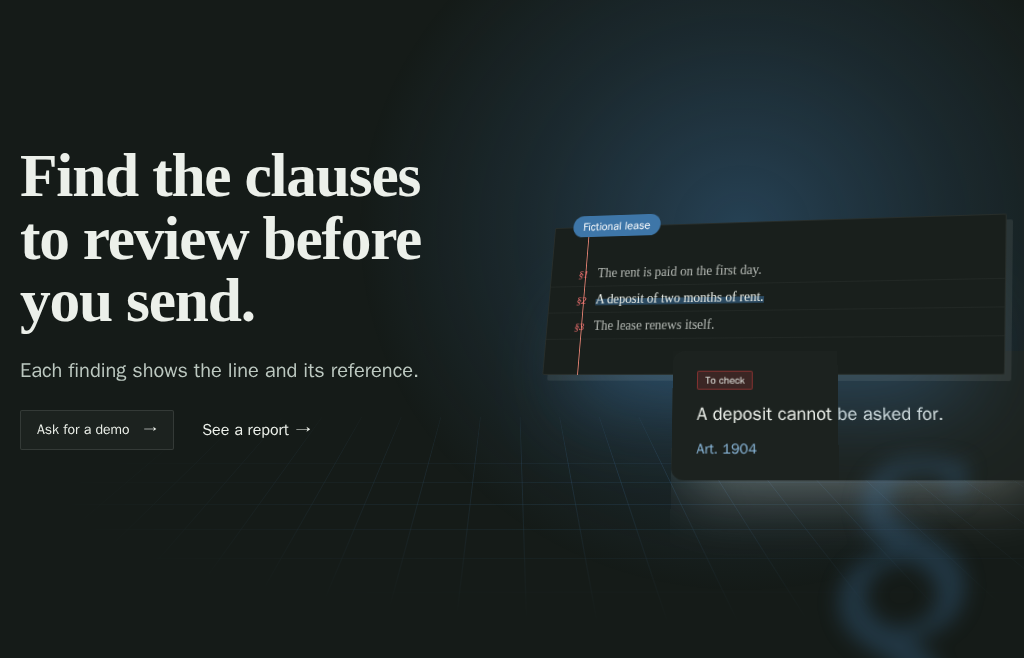 Find the clauses
to review before
you send.
Each finding shows the line and its reference.
Ask for a demo →
See a report →
Fictional lease
§1 The rent is paid on the first day.
§2 A deposit of two months of rent.
§3 The lease renews itself.
To check
A deposit cannot be asked for.
Art. 1904
§